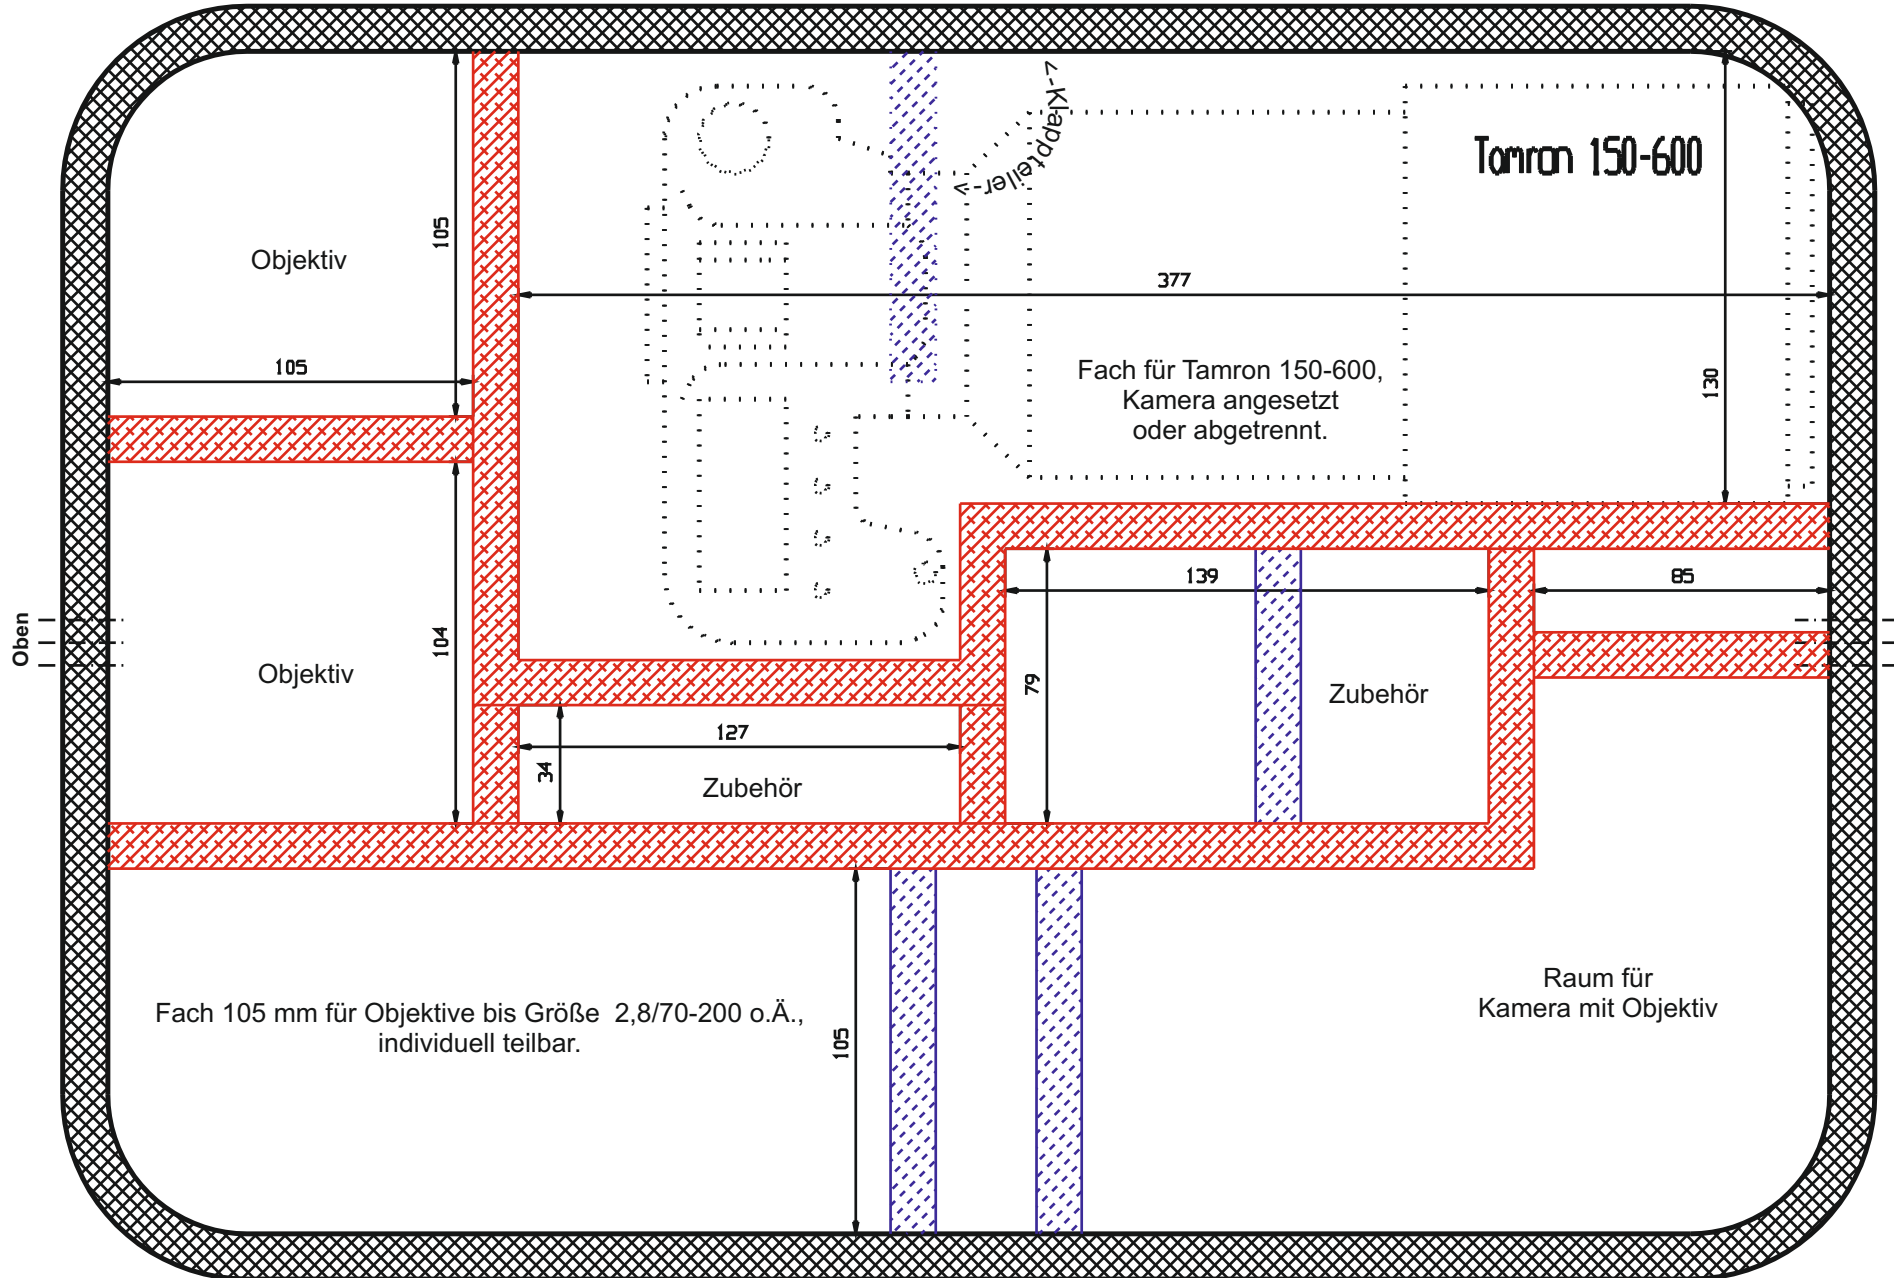 <-Klappteiler->
Tamron 150-600
105
Objektiv
377
105
Fach für Tamron 150-600,
Kamera angesetzt
oder abgetrennt.
130
139
85
Oben
104
Objektiv
79
Zubehör
127
34
Zubehör
Raum für
Kamera mit Objektiv
Fach 105 mm für Objektive bis Größe 2,8/70-200 o.Ä.,
individuell teilbar.
105